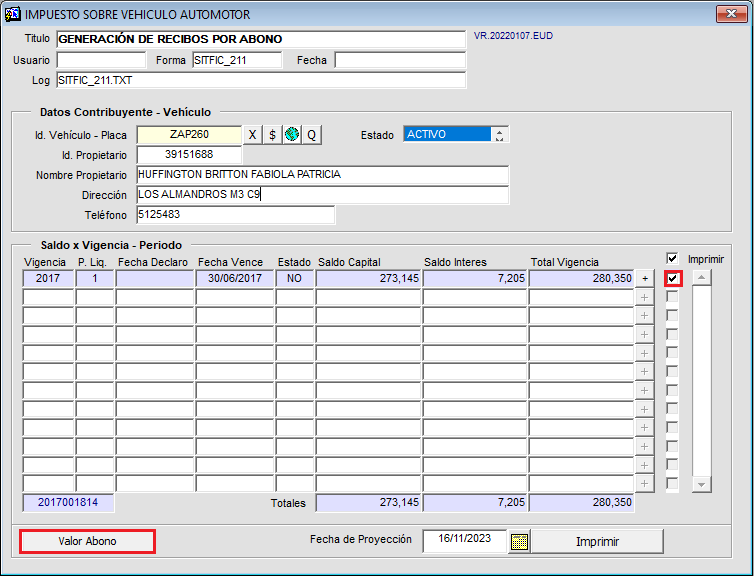 IMPUESTO SOBRE VEHICULO AUTOMOTOR
Titulo GENERACIÓN DE RECIBOS POR ABONO VR.20220107.EUD
Usuario Forma SITFIC_211 Fecha
Log SITFIC_211.TXT
Datos Contribuyente - Vehículo
Id. Vehículo - Placa ZAP260 X $ Q Estado ACTIVO
Id. Propietario 39151688
Nombre Propietario HUFFINGTON BRITTON FABIOLA PATRICIA
Dirección LOS ALMANDROS M3 C9
Teléfono 5125483
Saldo x Vigencia - Periodo
Vigencia P. Liq. Fecha Declaro Fecha Vence Estado Saldo Capital Saldo Interes Total Vigencia Imprimir
2017 1 30/06/2017 NO 273,145 7,205 280,350 +
+
+
+
+
+
+
+
+
+
+
+
2017001814 Totales 273,145 7,205 280,350
Valor Abono Fecha de Proyección 16/11/2023 Imprimir